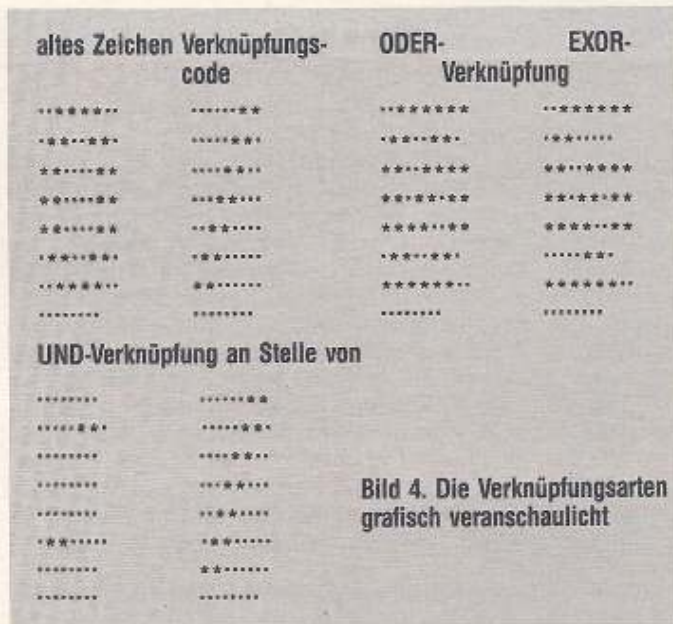 altes Zeichen Verknüpfungs-
code
ODER- EXOR-
Verknüpfung
··****·· ······** ··******* ··*******
·**··**· ·····**· ·**··**· ·**·····
**····** ····**·· **··**** **··****
**····** ···**··· **·**·** **·**·**
**····** ··**···· ****··** ****··**
·**··**· ·**····· ·**··**· ·····**·
··****·· **······ ******·· ******··
········ ········ ········ ········
UND-Verknüpfung an Stelle von
········ ······**
·····**· ·····**·
········ ····**··
········ ···**···
········ ··**····
·**····· ·**·····
········ **······
········ ········
Bild 4. Die Verknüpfungsarten
grafisch veranschaulicht